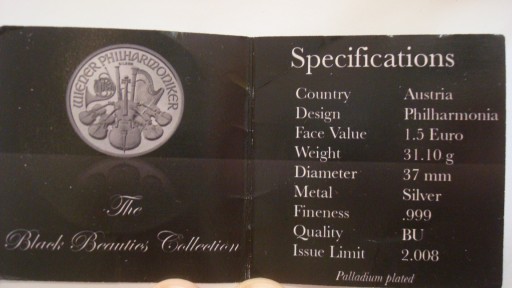 WIENER PHILHARMONIKER
The
Black Beauties Collection
Specifications
Country Austria
Design Philharmonia
Face Value 1.5 Euro
Weight 31.10 g
Diameter 37 mm
Metal Silver
Fineness .999
Quality BU
Issue Limit 2.008
Palladium plated